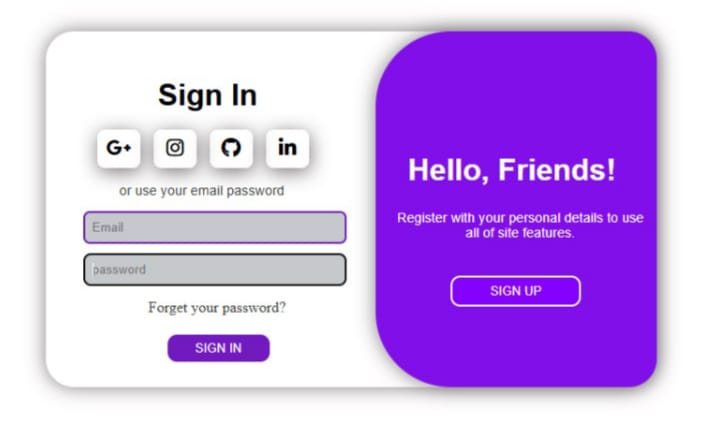 Sign In
G+
in
or use your email password
Email
password
Forget your password?
SIGN IN
Hello, Friends!
Register with your personal details to use
all of site features.
SIGN UP